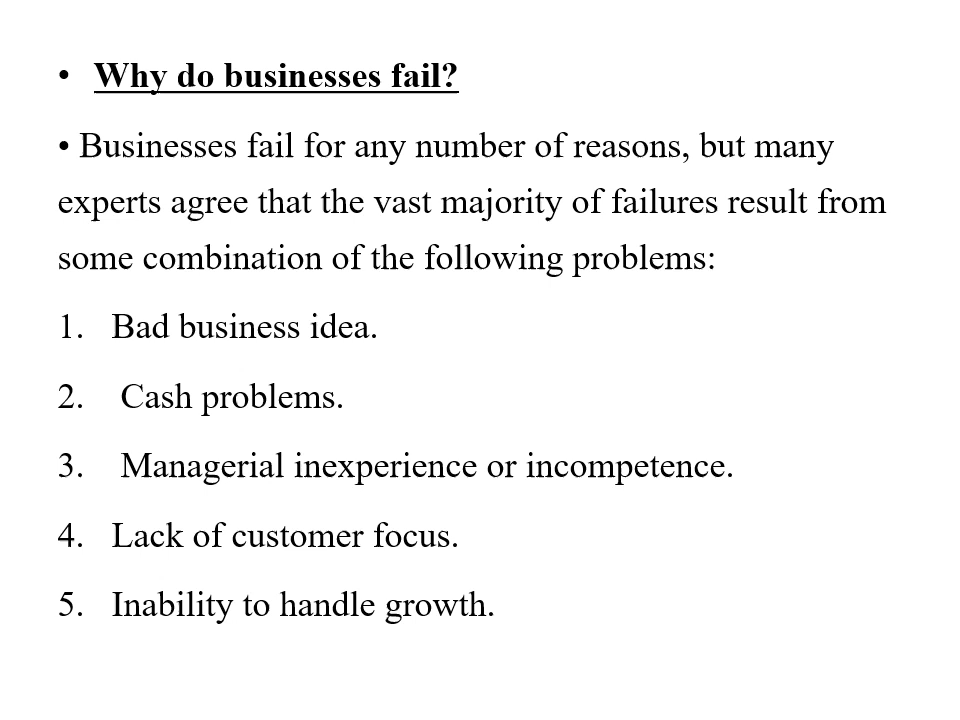 • Why do businesses fail?
• Businesses fail for any number of reasons, but many
experts agree that the vast majority of failures result from
some combination of the following problems:
1. Bad business idea.
2. Cash problems.
3. Managerial inexperience or incompetence.
4. Lack of customer focus.
5. Inability to handle growth.